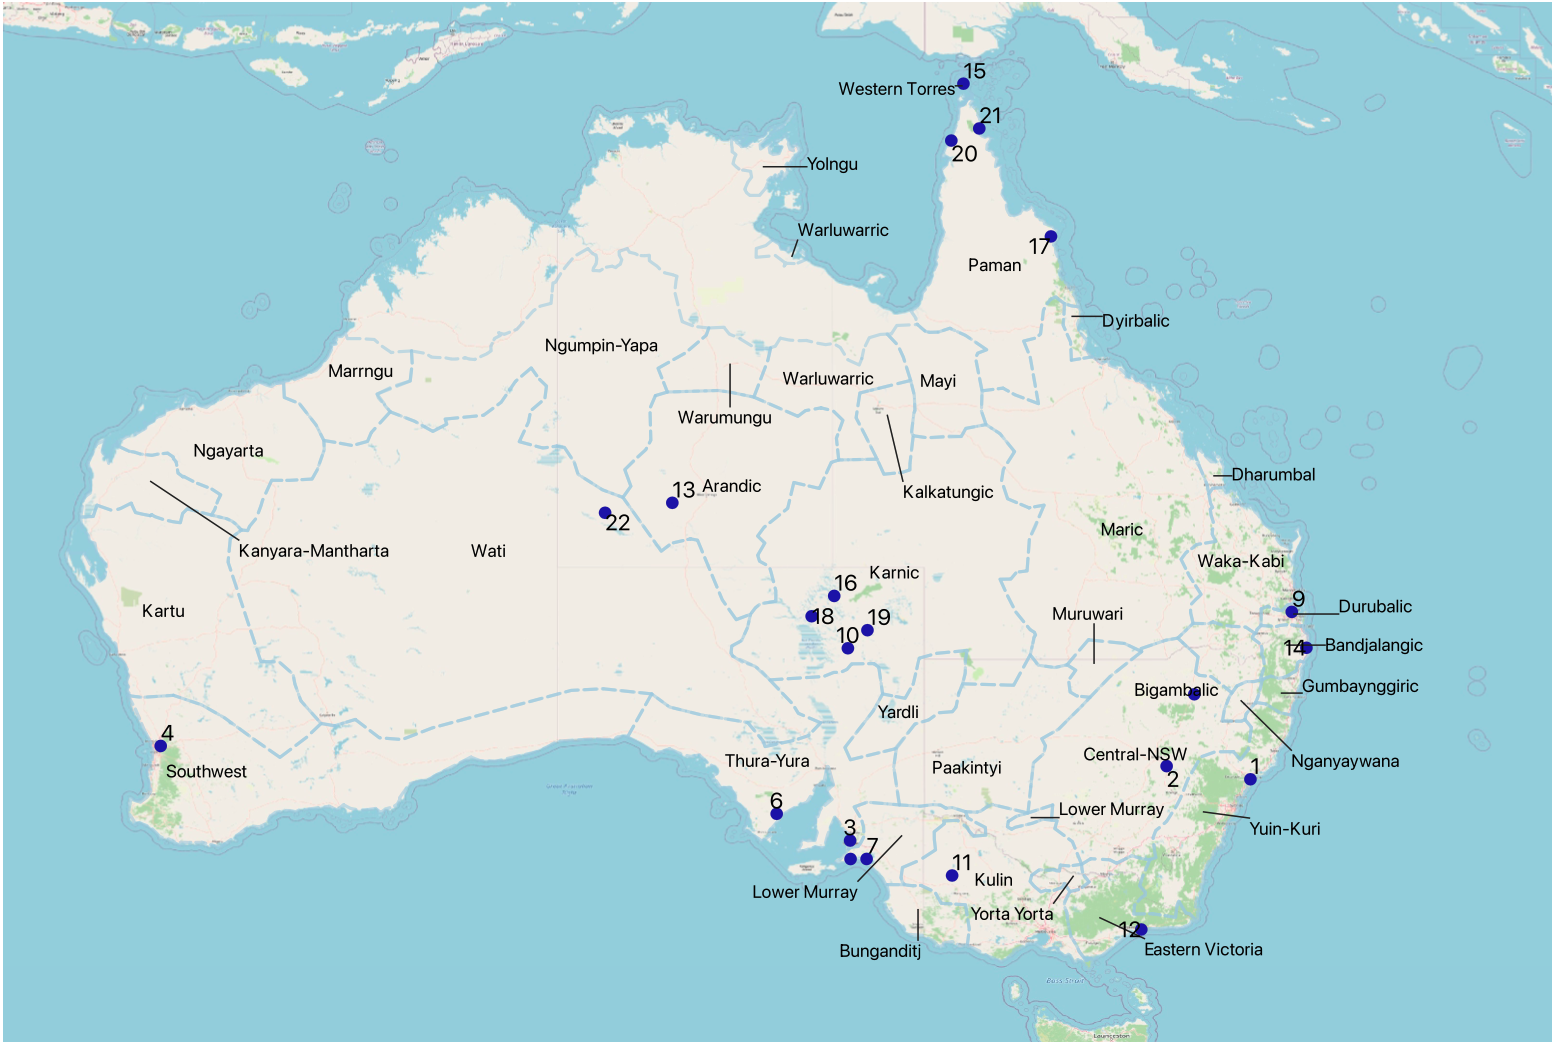 15
Western Torres
21
20
Yolngu
Warluwarric
17
Paman
Dyirbalic
Ngumpin-Yapa
Marrngu
Warluwarric
Mayi
Warumungu
Ngayarta
Dharumbal
13
Arandic
Kalkatungic
22
Maric
Kanyara-Mantharta
Wati
Waka-Kabi
Karnic
16
9
Durubalic
Kartu
18
19
Muruwari
10
14
Bandjalangic
Bigambalic
Gumbaynggiric
Yardli
4
Central-NSW
Nganyaywana
Thura-Yura
Paakintyi
1
Southwest
2
6
Lower Murray
Yuin-Kuri
3
7
11
Kulin
Lower Murray
Yorta Yorta
12
Bunganditj
Eastern Victoria
Bass Strait
Launceston